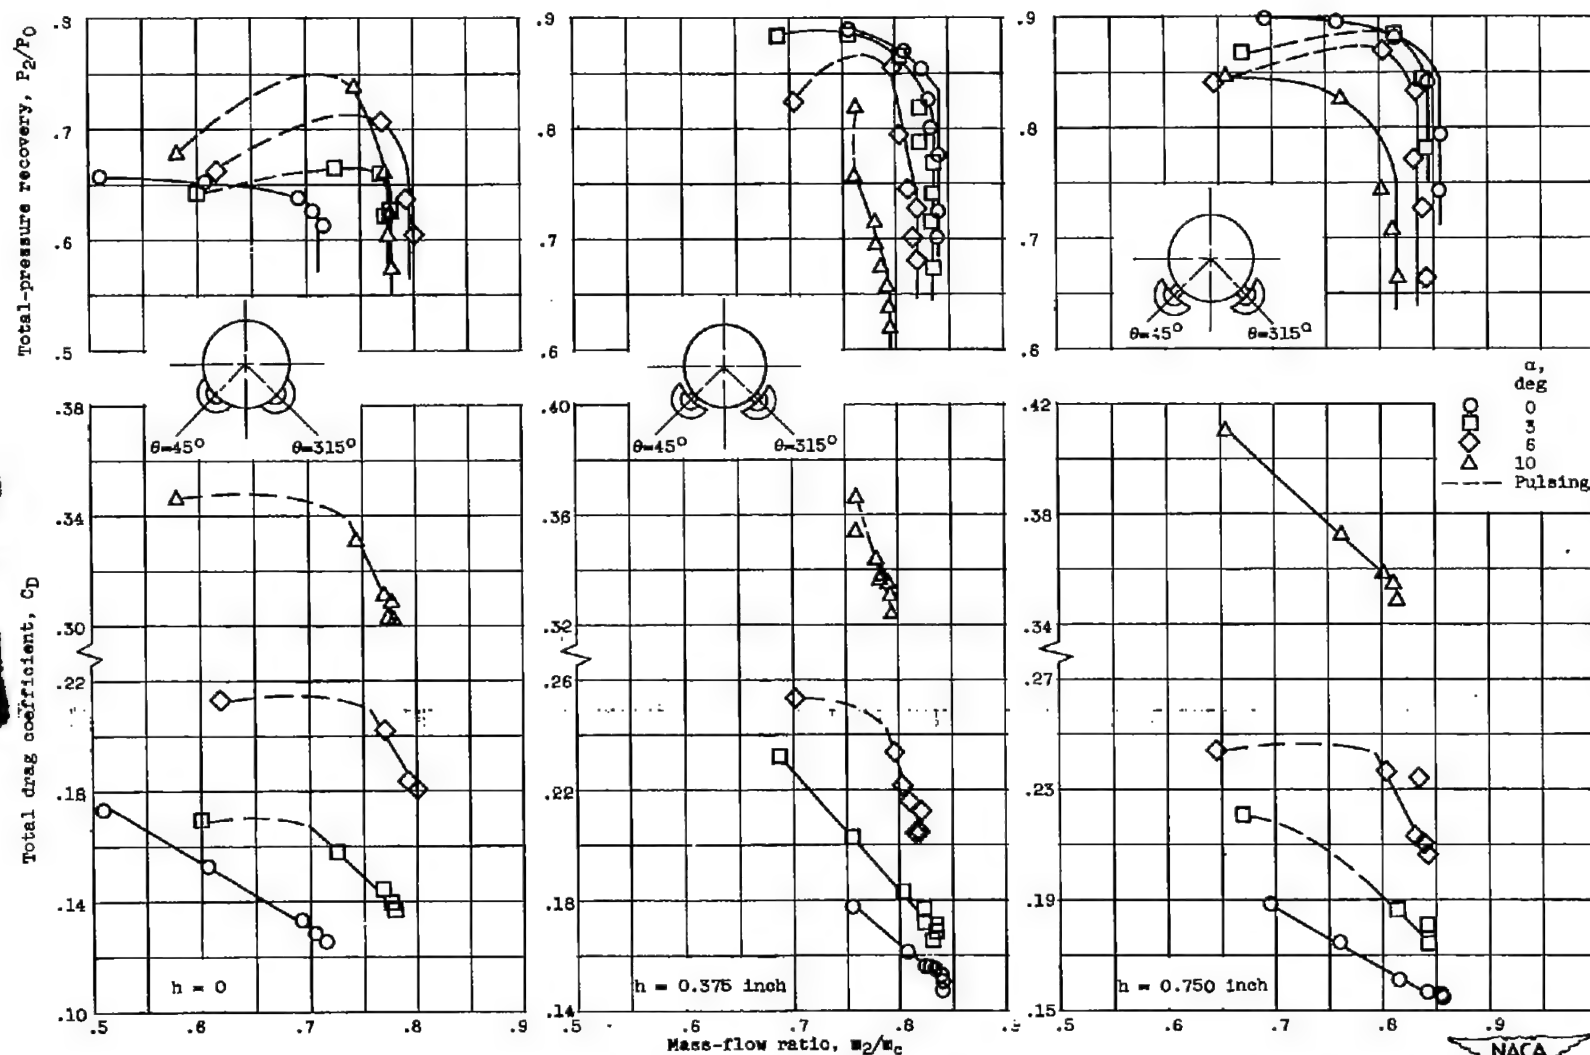 Total-pressure recovery, P2/P0
.8
.7
.6
.5
.9
.8
.7
.6
.9
.8
.7
.6
θ=45°
θ=315°
θ=45°
θ=315°
θ=45°
θ=315°
α,
deg
0
3
6
10
Pulsing
Total drag coefficient, CD
.38
.34
.30
.22
.18
.14
.10
.40
.36
.32
.26
.22
.18
.14
.42
.38
.34
.27
.23
.19
.15
h = 0
h = 0.375 inch
h = 0.750 inch
.5 .6 .7 .8 .9
.7 .8 .9
.5 .6 .7 .8 .9
Mass-flow ratio, m2/mc
NACA